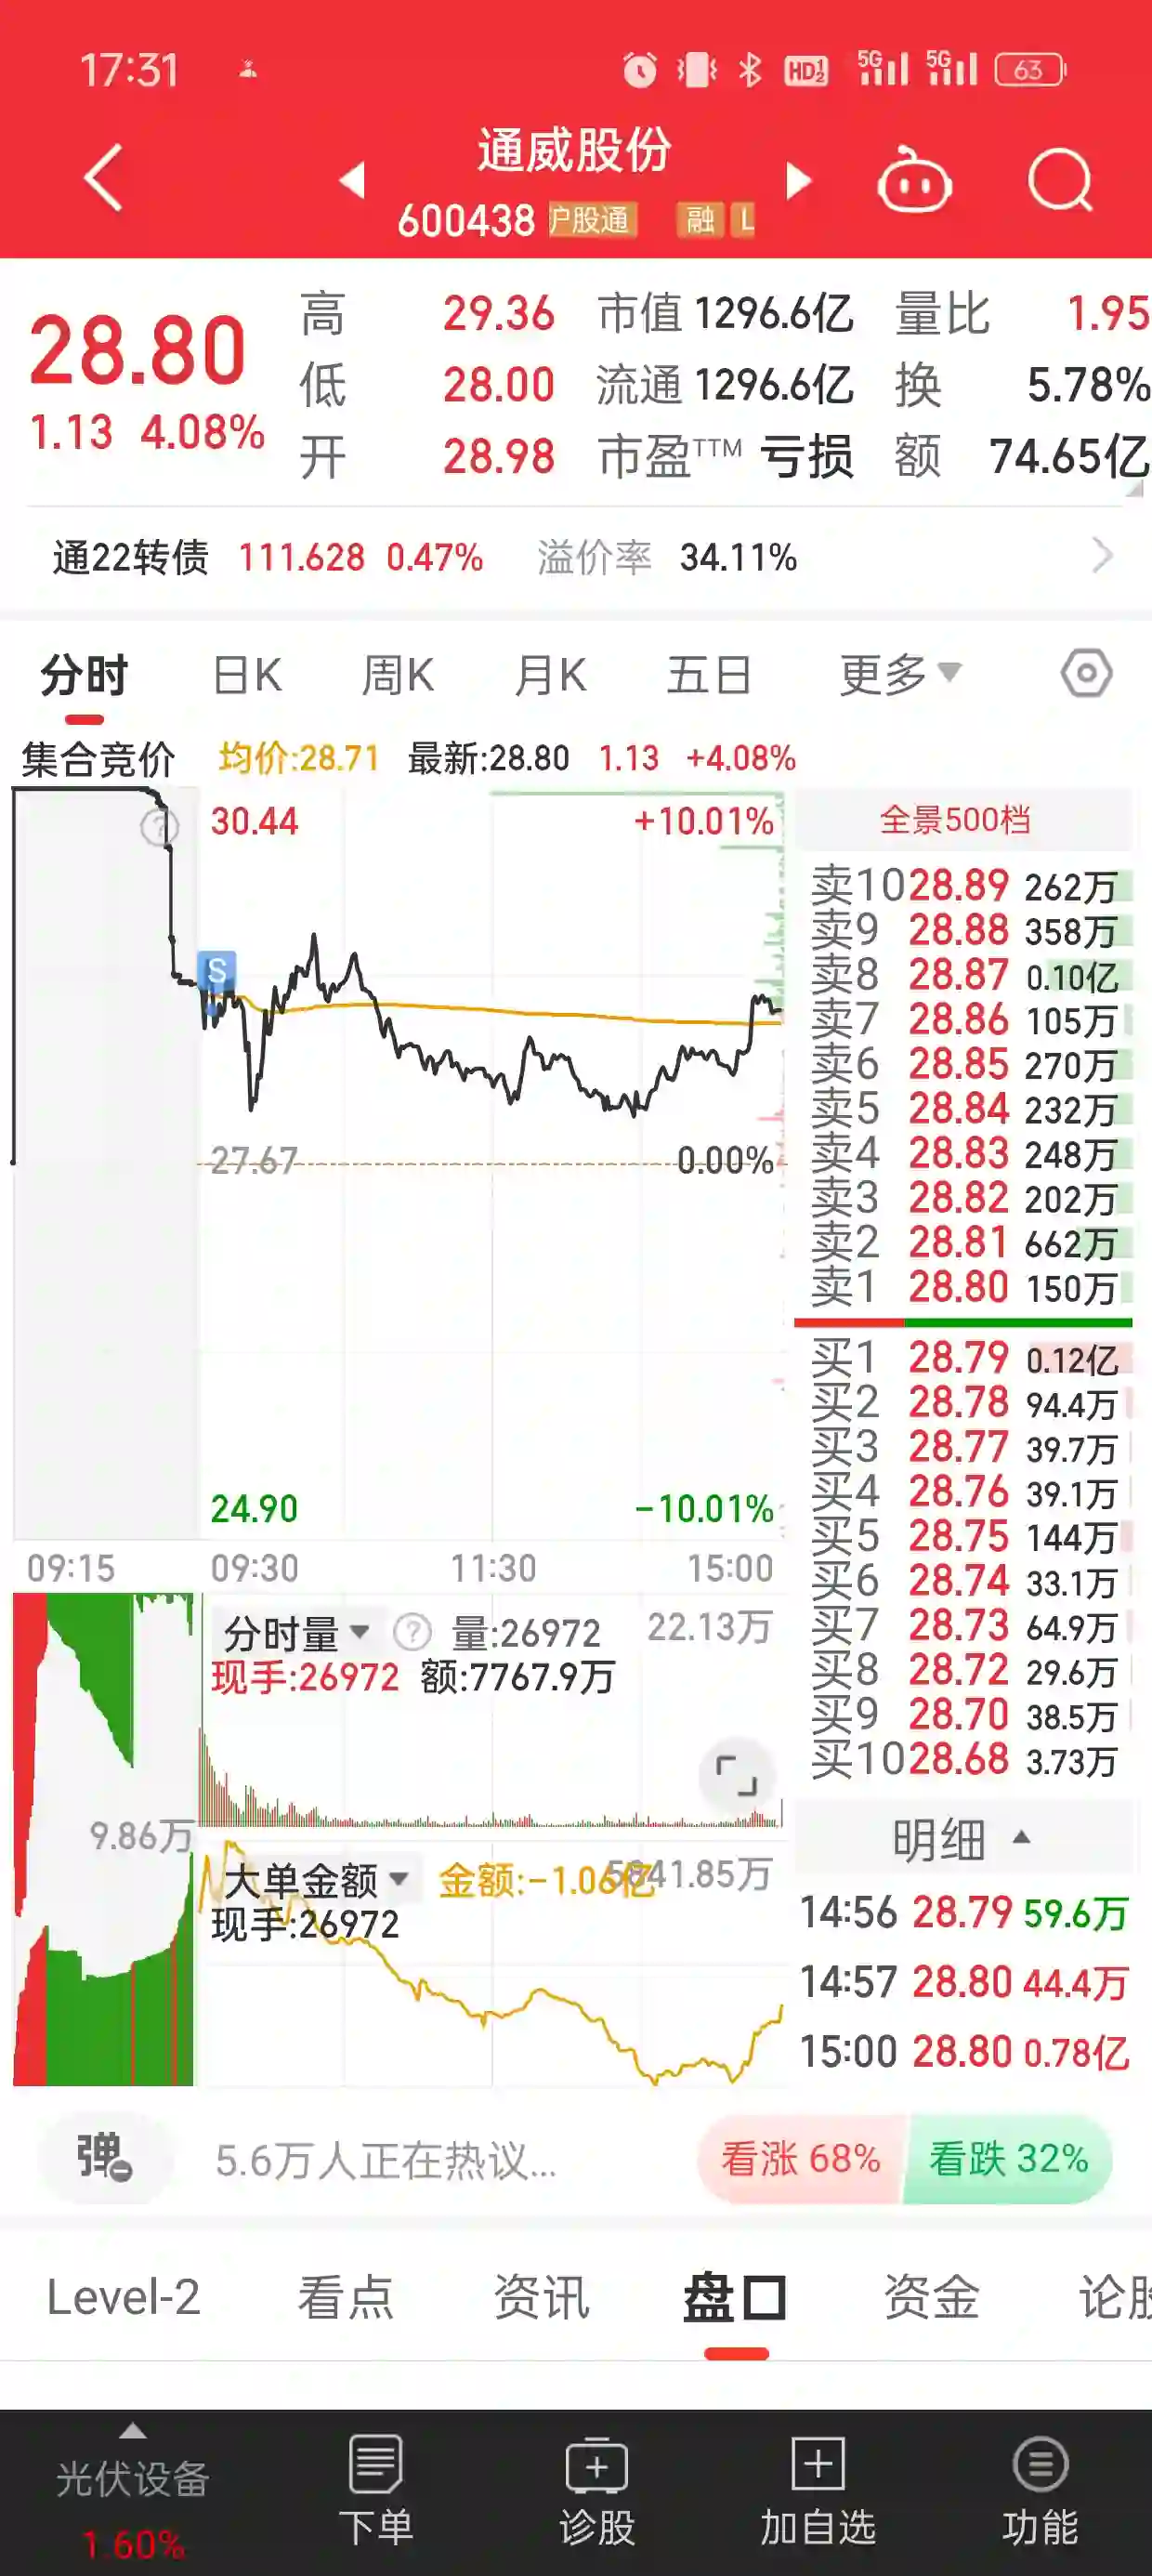 17:31 HD 1 2 5G 5G 63
通威股份
600438 户股通 融 L
28.80
1.13 4.08%
高 29.36 市值 1296.6亿 量比 1.95
低 28.00 流通 1296.6亿 换 5.78%
开 28.98 市盈TTM 亏损 额 74.65亿
通22转债 111.628 0.47% 溢价率 34.11%
分时 日K 周K 月K 五日 更多
集合竞价 均价:28.71 最新:28.80 1.13 +4.08%
30.44 +10.01%
S
27.67 0.00%
24.90 -10.01%
09:15 09:30 11:30 15:00
分时量 ? 量:26972 22.13万
现手:26972 额:7767.9万
9.86万
大单金额 金额:-1.06亿 5841.85万
现手:26972
全景500档
卖10 28.89 262万
卖9 28.88 358万
卖8 28.87 0.10亿
卖7 28.86 105万
卖6 28.85 270万
卖5 28.84 232万
卖4 28.83 248万
卖3 28.82 202万
卖2 28.81 662万
卖1 28.80 150万
买1 28.79 0.12亿
买2 28.78 94.4万
买3 28.77 39.7万
买4 28.76 39.1万
买5 28.75 144万
买6 28.74 33.1万
买7 28.73 64.9万
买8 28.72 29.6万
买9 28.70 38.5万
买10 28.68 3.73万
明细
14:56 28.79 59.6万
14:57 28.80 44.4万
15:00 28.80 0.78亿
弹 5.6万人正在热议... 看涨 68% 看跌 32%
Level-2 看点 资讯 盘口 资金 论股
光伏设备 下单 诊股 加自选 功能
1.60%